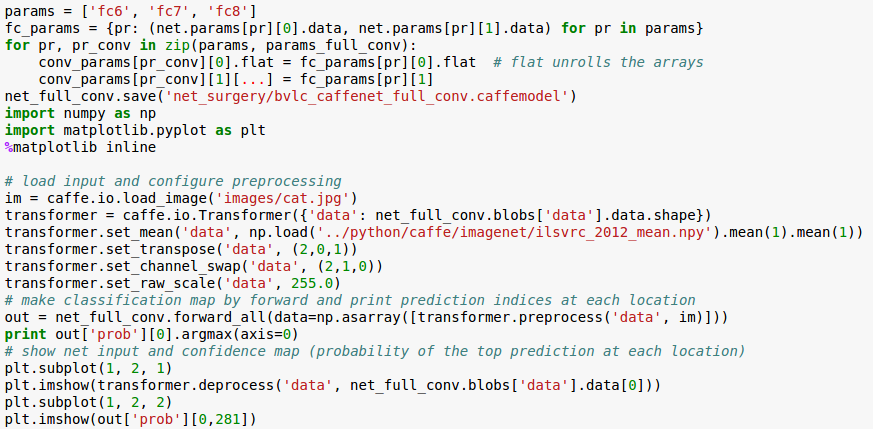 params = ['fc6', 'fc7', 'fc8']
fc_params = {pr: (net.params[pr][0].data, net.params[pr][1].data) for pr in params}
for pr, pr_conv in zip(params, params_full_conv):
    conv_params[pr_conv][0].flat = fc_params[pr][0].flat  # flat unrolls the arrays
    conv_params[pr_conv][1][...] = fc_params[pr][1]
net_full_conv.save('net_surgery/bvlc_caffenet_full_conv.caffemodel')
import numpy as np
import matplotlib.pyplot as plt
%matplotlib inline

# load input and configure preprocessing
im = caffe.io.load_image('images/cat.jpg')
transformer = caffe.io.Transformer({'data': net_full_conv.blobs['data'].data.shape})
transformer.set_mean('data', np.load('../python/caffe/imagenet/ilsvrc_2012_mean.npy').mean(1).mean(1))
transformer.set_transpose('data', (2,0,1))
transformer.set_channel_swap('data', (2,1,0))
transformer.set_raw_scale('data', 255.0)
# make classification map by forward and print prediction indices at each location
out = net_full_conv.forward_all(data=np.asarray([transformer.preprocess('data', im)]))
print out['prob'][0].argmax(axis=0)
# show net input and confidence map (probability of the top prediction at each location)
plt.subplot(1, 2, 1)
plt.imshow(transformer.deprocess('data', net_full_conv.blobs['data'].data[0]))
plt.subplot(1, 2, 2)
plt.imshow(out['prob'][0,281])